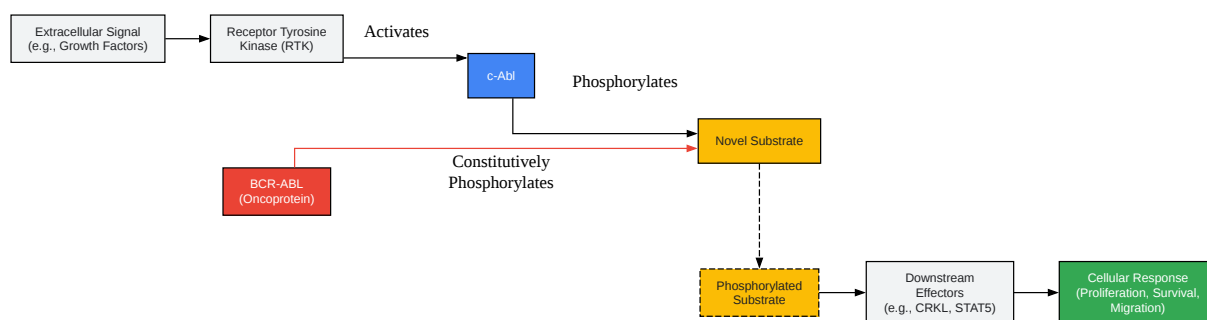 Extracellular Signal
(e.g., Growth Factors)
Receptor Tyrosine
Kinase (RTK)
Activates
c-Abl
Phosphorylates
Novel Substrate
Constitutively
Phosphorylates
BCR-ABL
(Oncoprotein)
Phosphorylated
Substrate
Downstream
Effectors
(e.g., CRKL, STAT5)
Cellular Response
(Proliferation, Survival,
Migration)